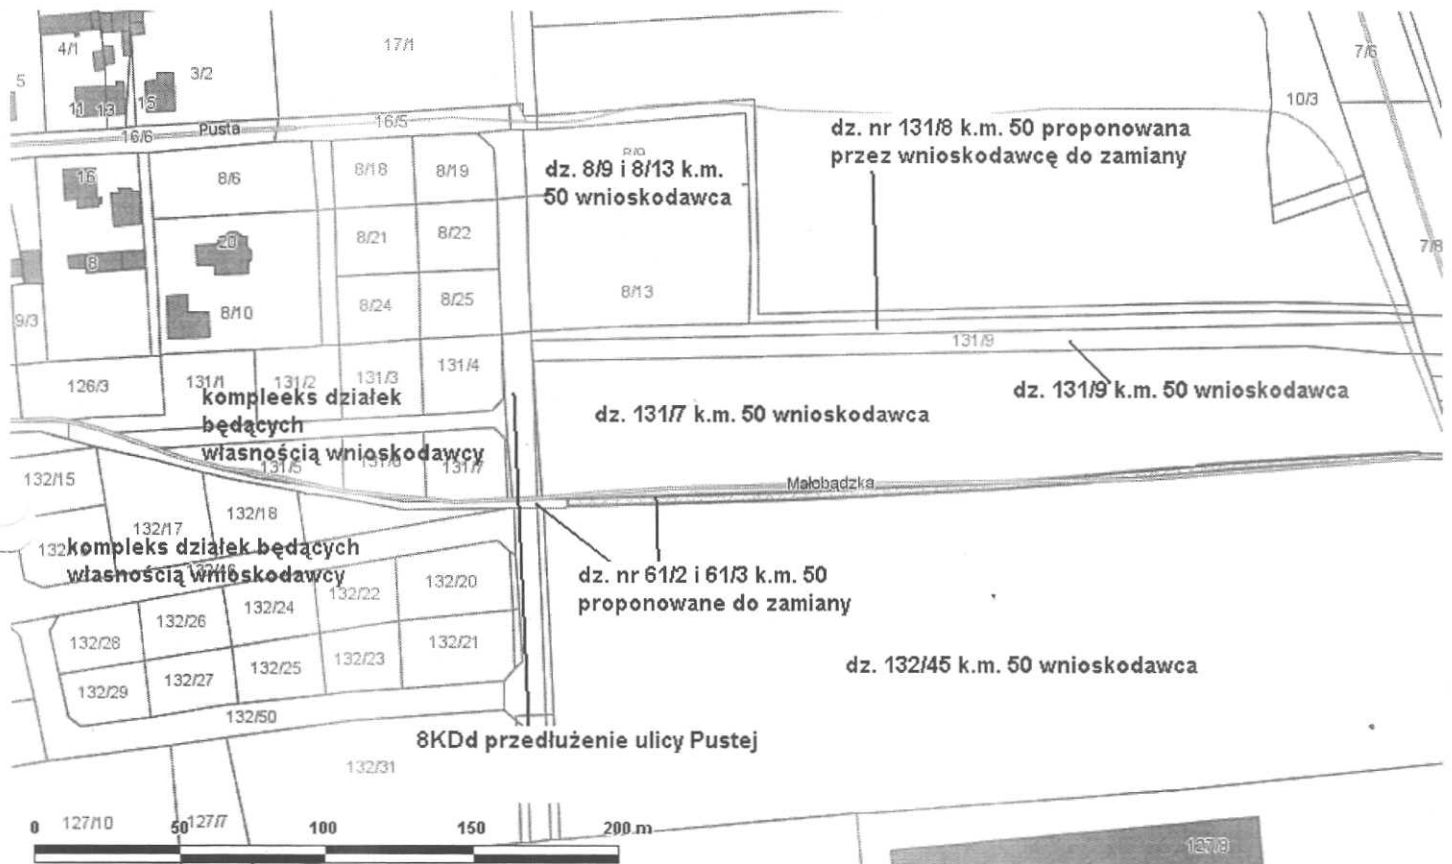 4/1
17/1
7/6
5
3/2
10/3
11 13 15
16/6
Pusta
16/5
dz. nr 131/8 k.m. 50 proponowana
przez wnioskodawcę do zamiany
16
8/6
8/18
8/19
dz. 8/9 i 8/13 k.m.
50 wnioskodawca
8
20
8/21
8/22
7/8
9/3
8/10
8/24
8/25
8/13
131/9
126/3
131/1
131/2
131/3
131/4
dz. 131/9 k.m. 50 wnioskodawca
kompleeks działek
będących
własnością wnioskodawcy
dz. 131/7 k.m. 50 wnioskodawca
131/5
131/6
131/7
132/15
Małobądzka
132/17
132/18
kompleks działek będących
własnością wnioskodawcy
dz. nr 61/2 i 61/3 k.m. 50
proponowane do zamiany
132/20
132/22
132/24
132/26
132/28
132/21
132/23
132/25
132/27
132/29
dz. 132/45 k.m. 50 wnioskodawca
132/50
8KDd przedłużenie ulicy Pustej
132/31
127/10
127/7
0 50 100 150 200 m
127/8